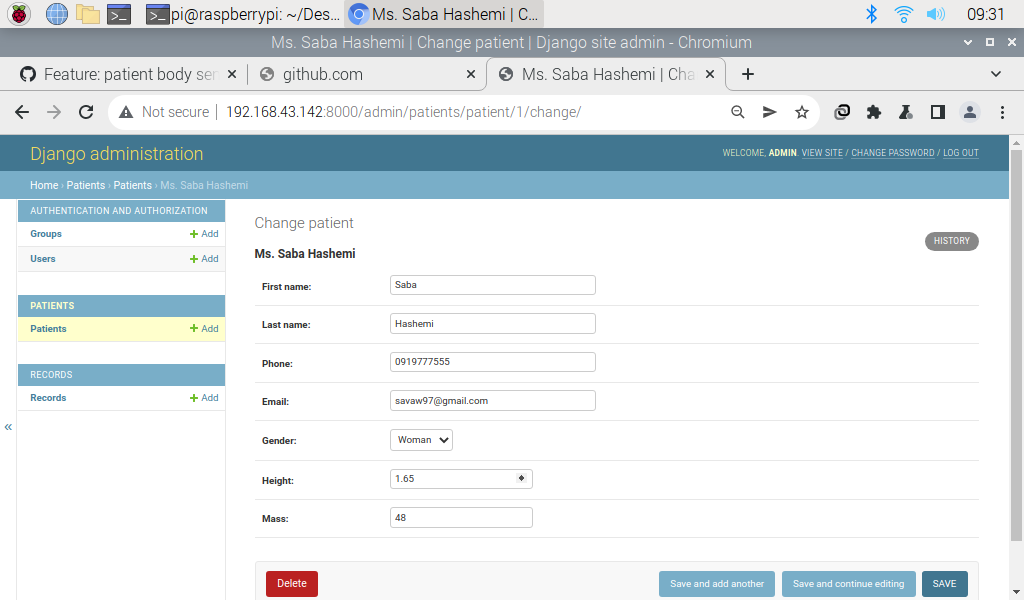 pi@raspberrypi: ~/Des...
Ms. Saba Hashemi | C...
09:31
Ms. Saba Hashemi | Change patient | Django site admin - Chromium
Feature: patient body ser
github.com
Ms. Saba Hashemi | Cha
Not secure
192.168.43.142:8000/admin/patients/patient/1/change/
Django administration
WELCOME, ADMIN. VIEW SITE / CHANGE PASSWORD / LOG OUT
Home › Patients › Patients › Ms. Saba Hashemi
AUTHENTICATION AND AUTHORIZATION
Groups + Add
Users + Add
PATIENTS
Patients + Add
RECORDS
Records + Add
«
Change patient
HISTORY
Ms. Saba Hashemi
First name: Saba
Last name: Hashemi
Phone: 0919777555
Email: savaw97@gmail.com
Gender: Woman
Height: 1.65
Mass: 48
Delete
Save and add another
Save and continue editing
SAVE